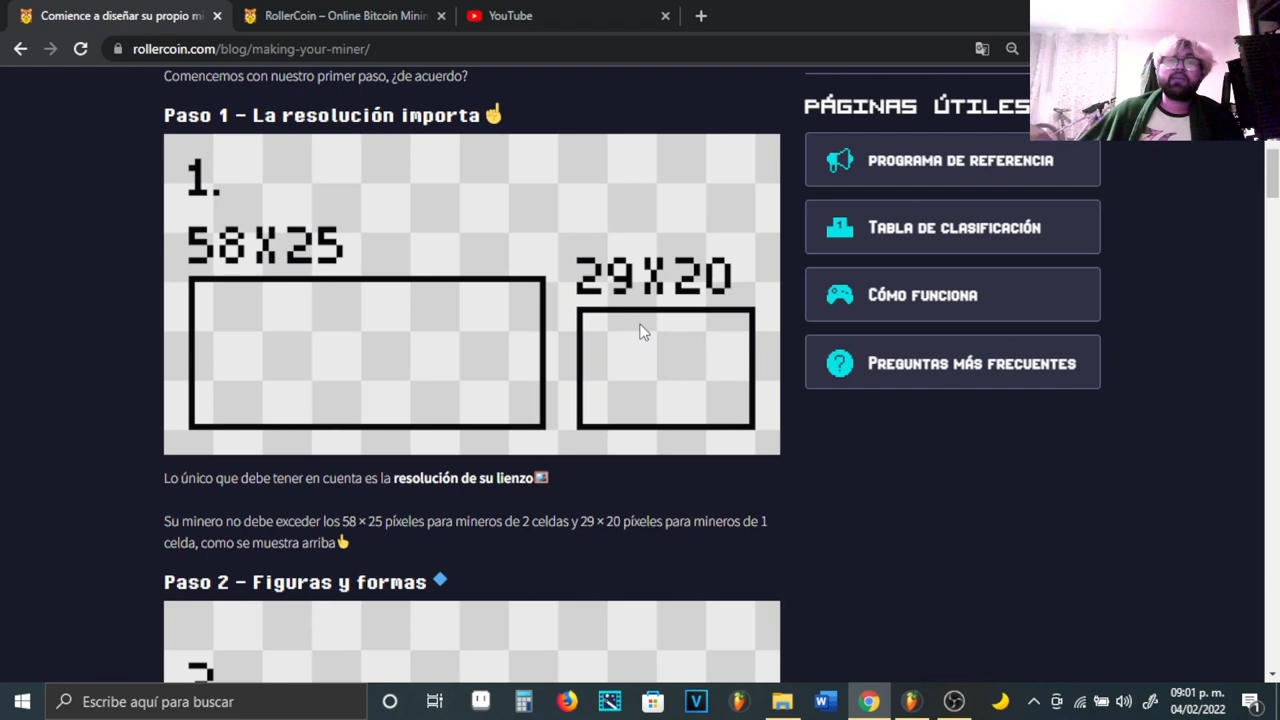 Comience a diseñar su propio mi
RollerCoin – Online Bitcoin Minin
YouTube
rollercoin.com/blog/making-your-miner/
Comencemos con nuestro primer paso, ¿de acuerdo?
Paso 1 – La resolución importa
1.
58X25
29X20
Lo único que debe tener en cuenta es la resolución de su lienzo
Su minero no debe exceder los 58 × 25 píxeles para mineros de 2 celdas y 29 × 20 píxeles para mineros de 1
celda, como se muestra arriba
Paso 2 – Figuras y formas
2
PÁGINAS ÚTILES
PROGRAMA DE REFERENCIA
TABLA DE CLASIFICACIÓN
CÓMO FUNCIONA
PREGUNTAS MÁS FRECUENTES
Escribe aquí para buscar
09:01 p. m.
04/02/2022